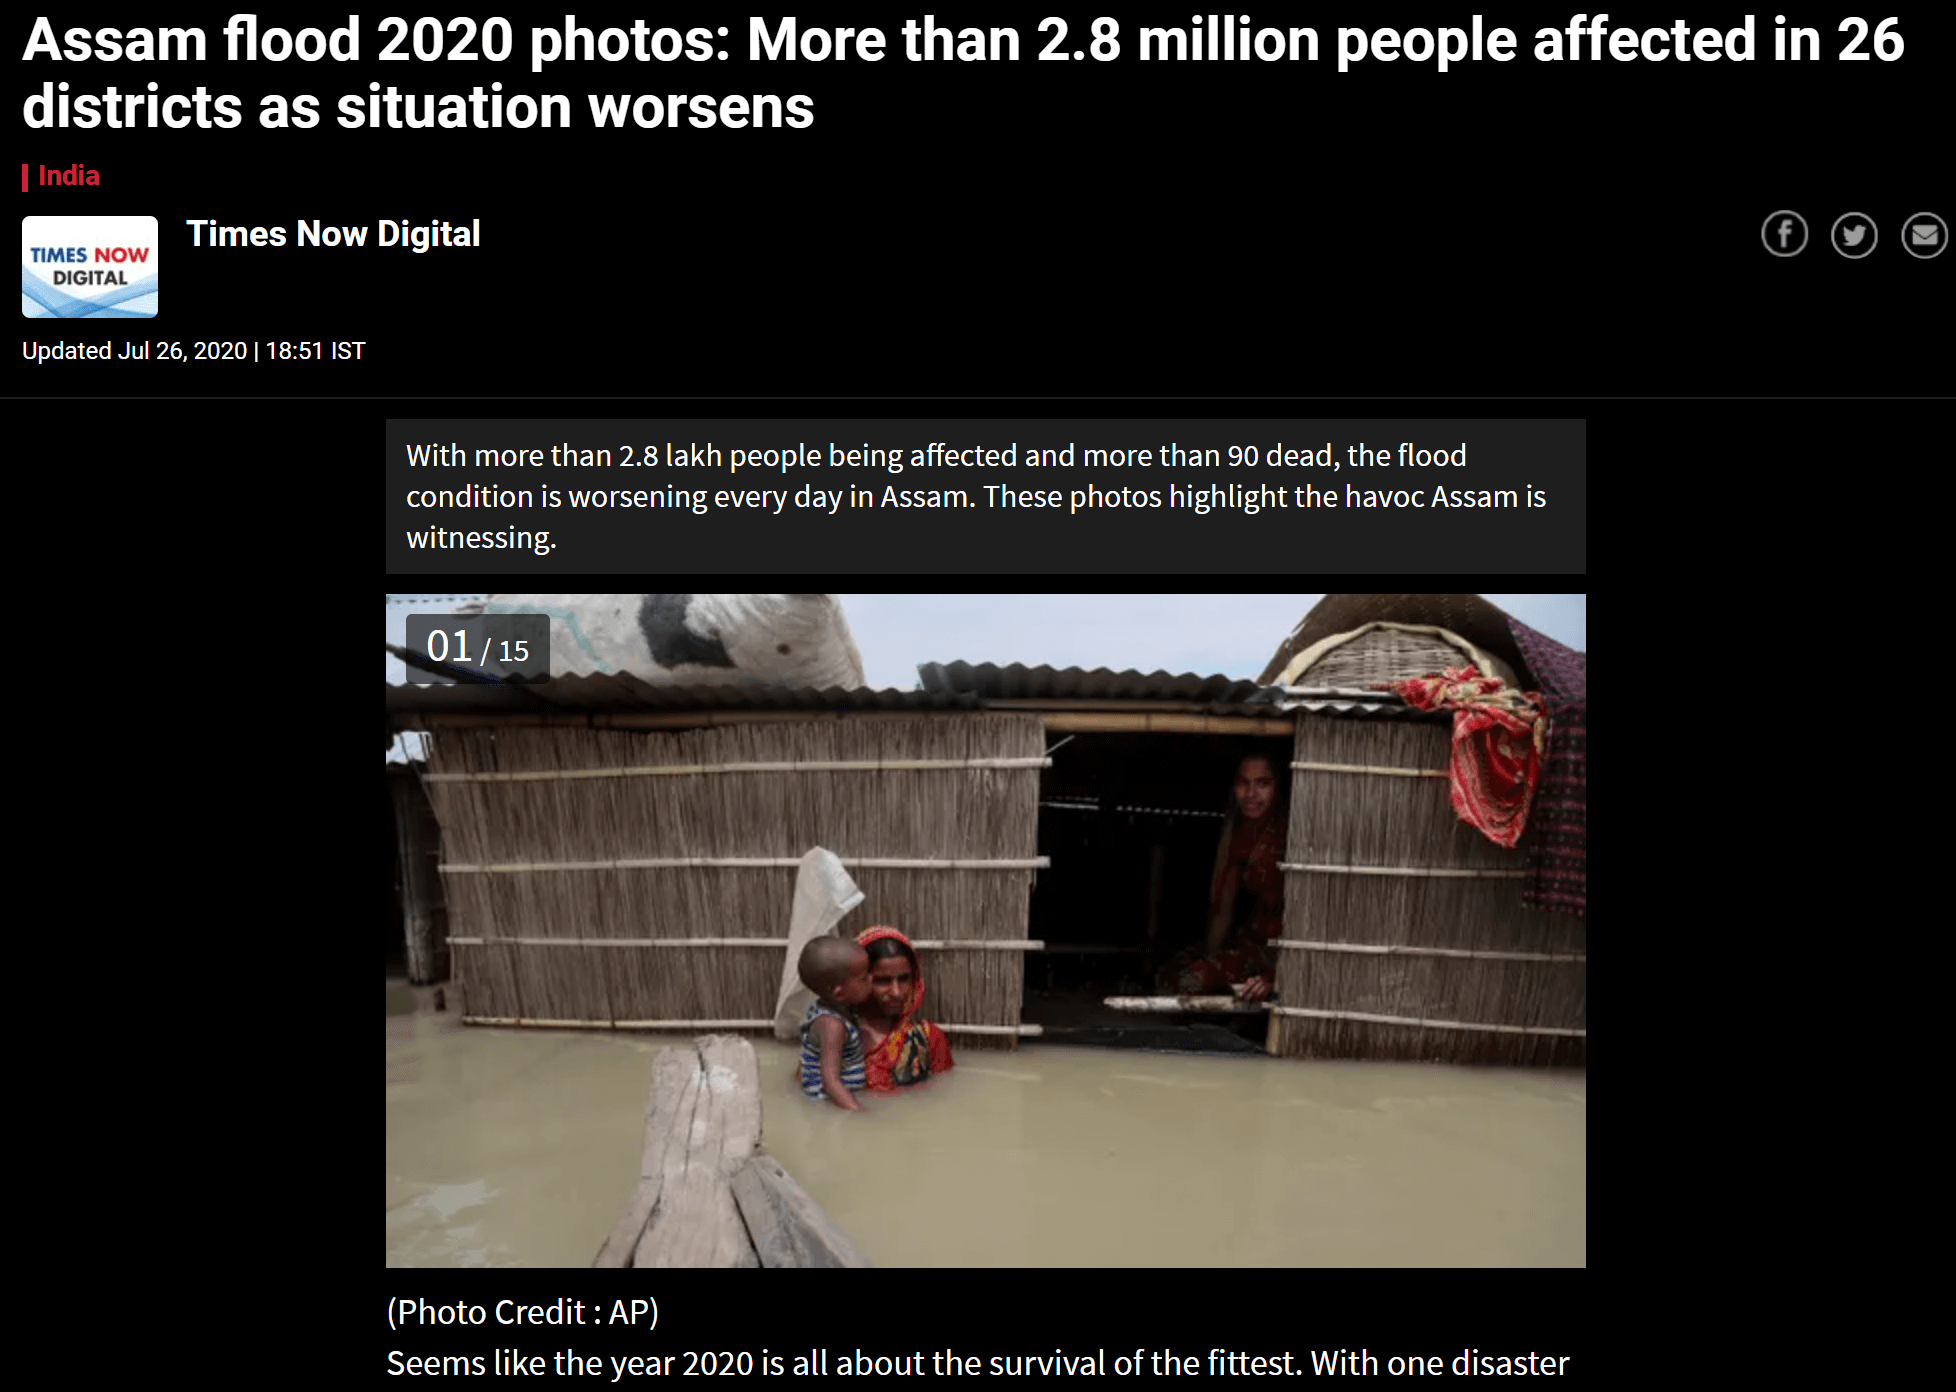 Assam flood 2020 photos: More than 2.8 million people affected in 26
districts as situation worsens
India
TIMES NOW
DIGITAL
Times Now Digital
Updated Jul 26, 2020 | 18:51 IST
With more than 2.8 lakh people being affected and more than 90 dead, the flood
condition is worsening every day in Assam. These photos highlight the havoc Assam is
witnessing.
01 / 15
(Photo Credit : AP)
Seems like the year 2020 is all about the survival of the fittest. With one disaster